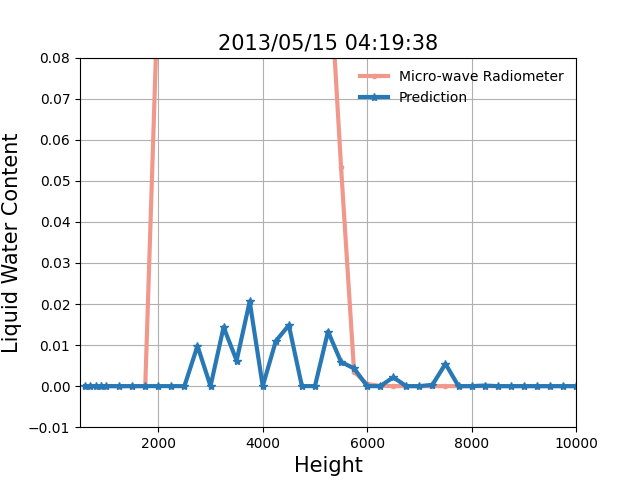 2013/05/15 04:19:38
Micro-wave Radiometer
Prediction
Liquid Water Content
0.08
0.07
0.06
0.05
0.04
0.03
0.02
0.01
0.00
−0.01
2000 4000 6000 8000 10000
Height